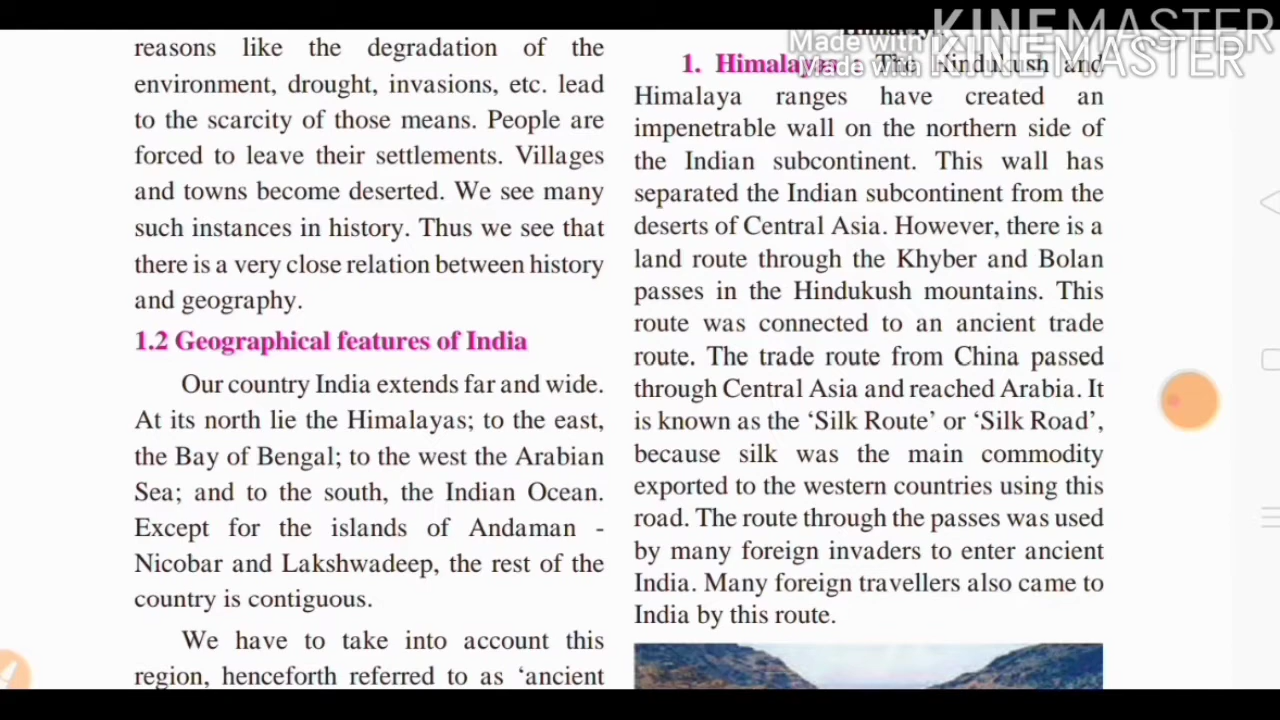 reasons like the degradation of the
environment, drought, invasions, etc. lead
to the scarcity of those means. People are
forced to leave their settlements. Villages
and towns become deserted. We see many
such instances in history. Thus we see that
there is a very close relation between history
and geography.
1.2 Geographical features of India
Our country India extends far and wide.
At its north lie the Himalayas; to the east,
the Bay of Bengal; to the west the Arabian
Sea; and to the south, the Indian Ocean.
Except for the islands of Andaman -
Nicobar and Lakshwadeep, the rest of the
country is contiguous.
We have to take into account this
region, henceforth referred to as ‘ancient
Made with KINEMASTER
Made with KINEMASTER
1. Himalayas : The Hindukush and
Himalaya ranges have created an
impenetrable wall on the northern side of
the Indian subcontinent. This wall has
separated the Indian subcontinent from the
deserts of Central Asia. However, there is a
land route through the Khyber and Bolan
passes in the Hindukush mountains. This
route was connected to an ancient trade
route. The trade route from China passed
through Central Asia and reached Arabia. It
is known as the ‘Silk Route’ or ‘Silk Road’,
because silk was the main commodity
exported to the western countries using this
road. The route through the passes was used
by many foreign invaders to enter ancient
India. Many foreign travellers also came to
India by this route.